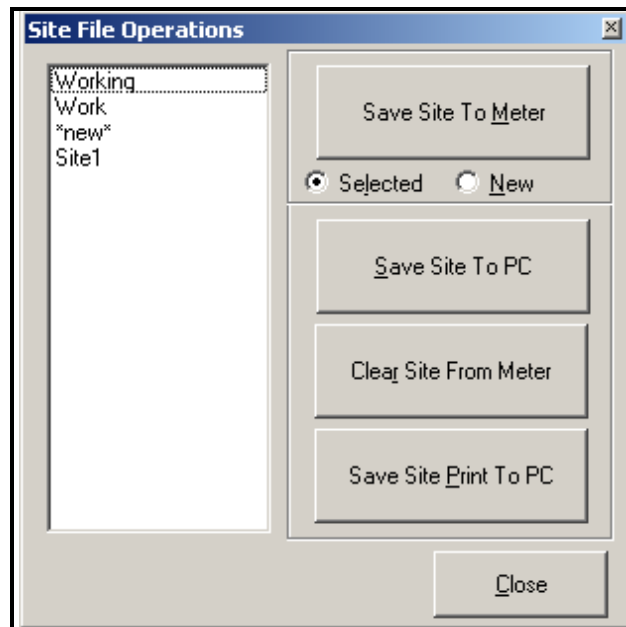 Site File Operations
Working
Work
*new*
Site1
Save Site To Meter
Selected New
Save Site To PC
Clear Site From Meter
Save Site Print To PC
Close